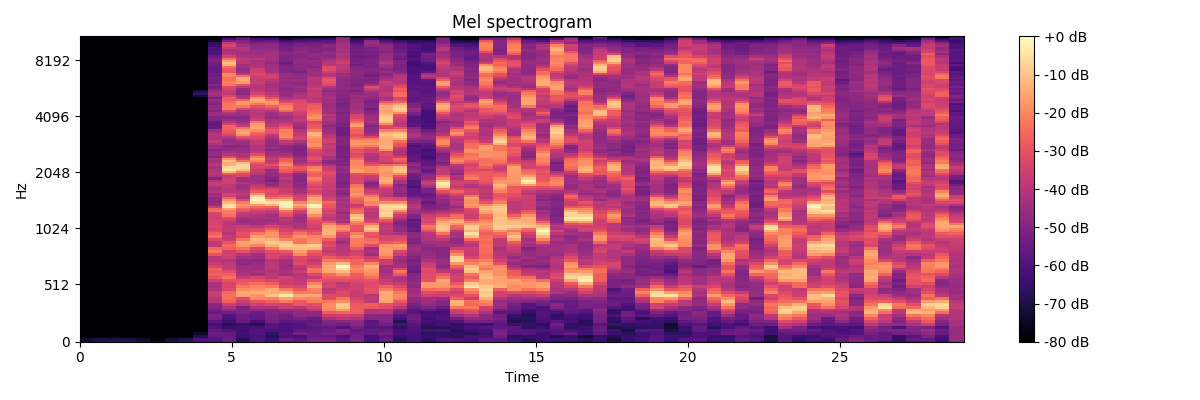 Mel spectrogram
Hz
8192
4096
2048
1024
512
0
0 5 10 15 20 25
Time
+0 dB
-10 dB
-20 dB
-30 dB
-40 dB
-50 dB
-60 dB
-70 dB
-80 dB